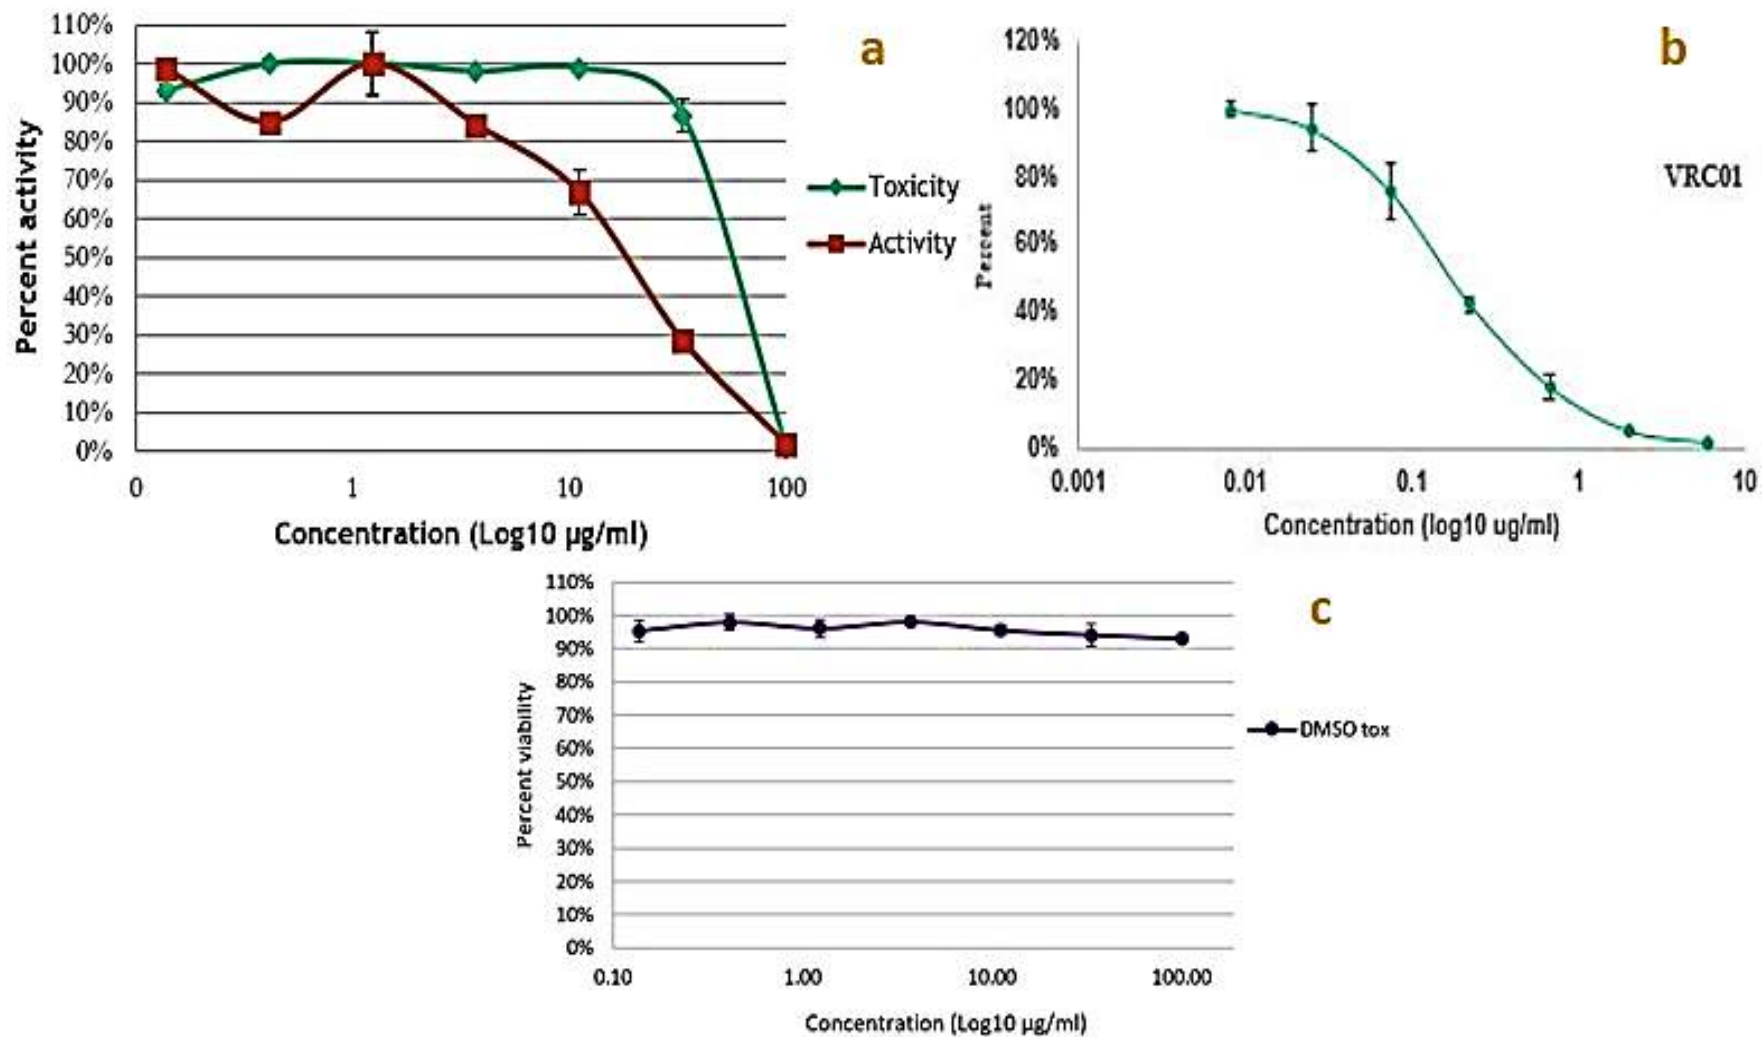 110%
100%
90%
80%
70%
60%
50%
40%
30%
20%
10%
0%
Percent activity
0 1 10 100
Concentration (Log10 µg/ml)
Toxicity
Activity
a
120%
100%
80%
60%
40%
20%
0%
Percent
0.001 0.01 0.1 1 10
Concentration (log10 ug/ml)
VRC01
b
110%
100%
90%
80%
70%
60%
50%
40%
30%
20%
10%
0%
Percent viability
0.10 1.00 10.00 100.00
Concentration (Log10 µg/ml)
DMSO tox
c